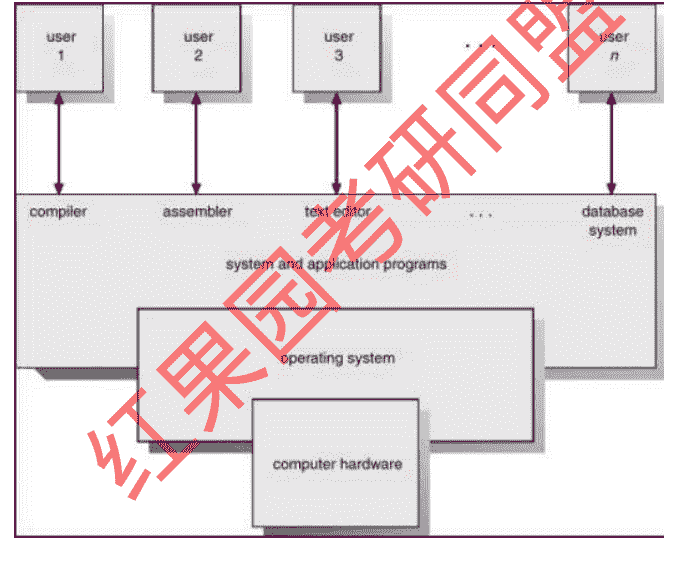 user
1
user
2
user
3
. . .
user
n
compiler
assembler
text editor
. . .
database
system
system and application programs
operating system
computer hardware
红果园考研同盟